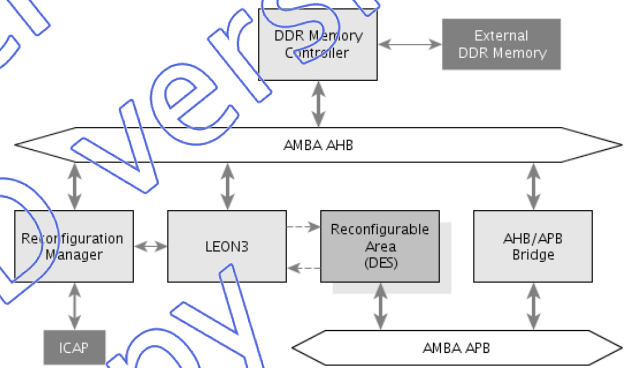 DDR Memory
Controller
External
DDR Memory
AMBA AHB
Reconfiguration
Manager
LEON3
Reconfigurable
Area
(DES)
AHB/APB
Bridge
ICAP
AMBA APB